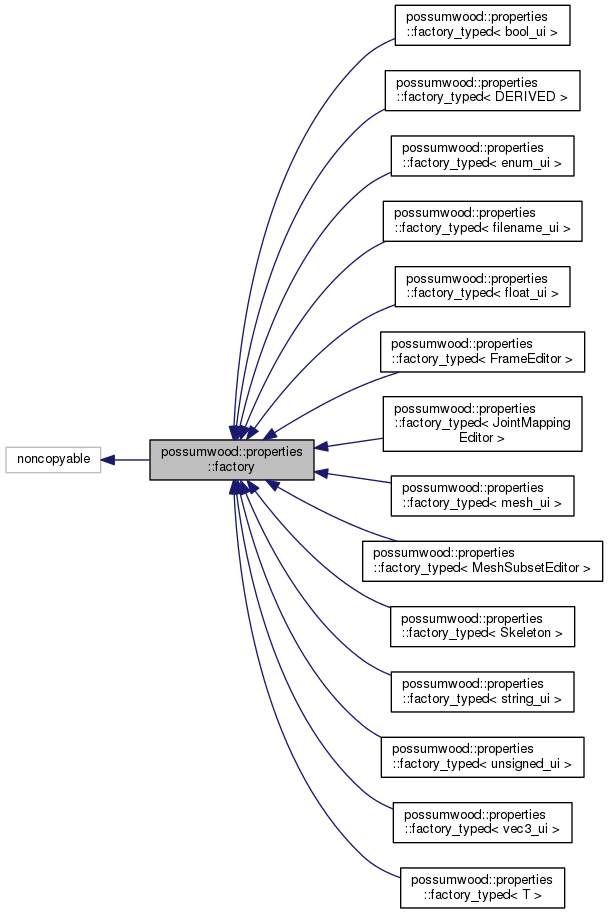 possumwood::properties
::factory_typed< bool_ui >
possumwood::properties
::factory_typed< DERIVED >
possumwood::properties
::factory_typed< enum_ui >
possumwood::properties
::factory_typed< filename_ui >
possumwood::properties
::factory_typed< float_ui >
possumwood::properties
::factory_typed< FrameEditor >
possumwood::properties
::factory_typed< JointMapping
Editor >
noncopyable
possumwood::properties
::factory
possumwood::properties
::factory_typed< mesh_ui >
possumwood::properties
::factory_typed< MeshSubsetEditor >
possumwood::properties
::factory_typed< Skeleton >
possumwood::properties
::factory_typed< string_ui >
possumwood::properties
::factory_typed< unsigned_ui >
possumwood::properties
::factory_typed< vec3_ui >
possumwood::properties
::factory_typed< T >